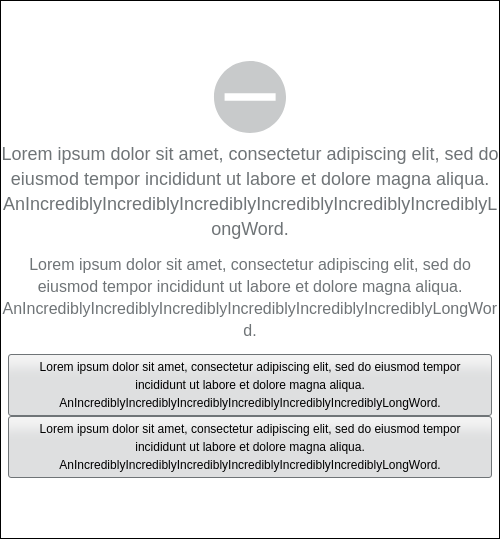 Lorem ipsum dolor sit amet, consectetur adipiscing elit, sed do
eiusmod tempor incididunt ut labore et dolore magna aliqua.
AnIncrediblyIncrediblyIncrediblyIncrediblyIncrediblyIncrediblyL
ongWord.
Lorem ipsum dolor sit amet, consectetur adipiscing elit, sed do
eiusmod tempor incididunt ut labore et dolore magna aliqua.
AnIncrediblyIncrediblyIncrediblyIncrediblyIncrediblyIncrediblyLongWor
d.
Lorem ipsum dolor sit amet, consectetur adipiscing elit, sed do eiusmod tempor
incididunt ut labore et dolore magna aliqua.
AnIncrediblyIncrediblyIncrediblyIncrediblyIncrediblyIncrediblyLongWord.
Lorem ipsum dolor sit amet, consectetur adipiscing elit, sed do eiusmod tempor
incididunt ut labore et dolore magna aliqua.
AnIncrediblyIncrediblyIncrediblyIncrediblyIncrediblyIncrediblyLongWord.